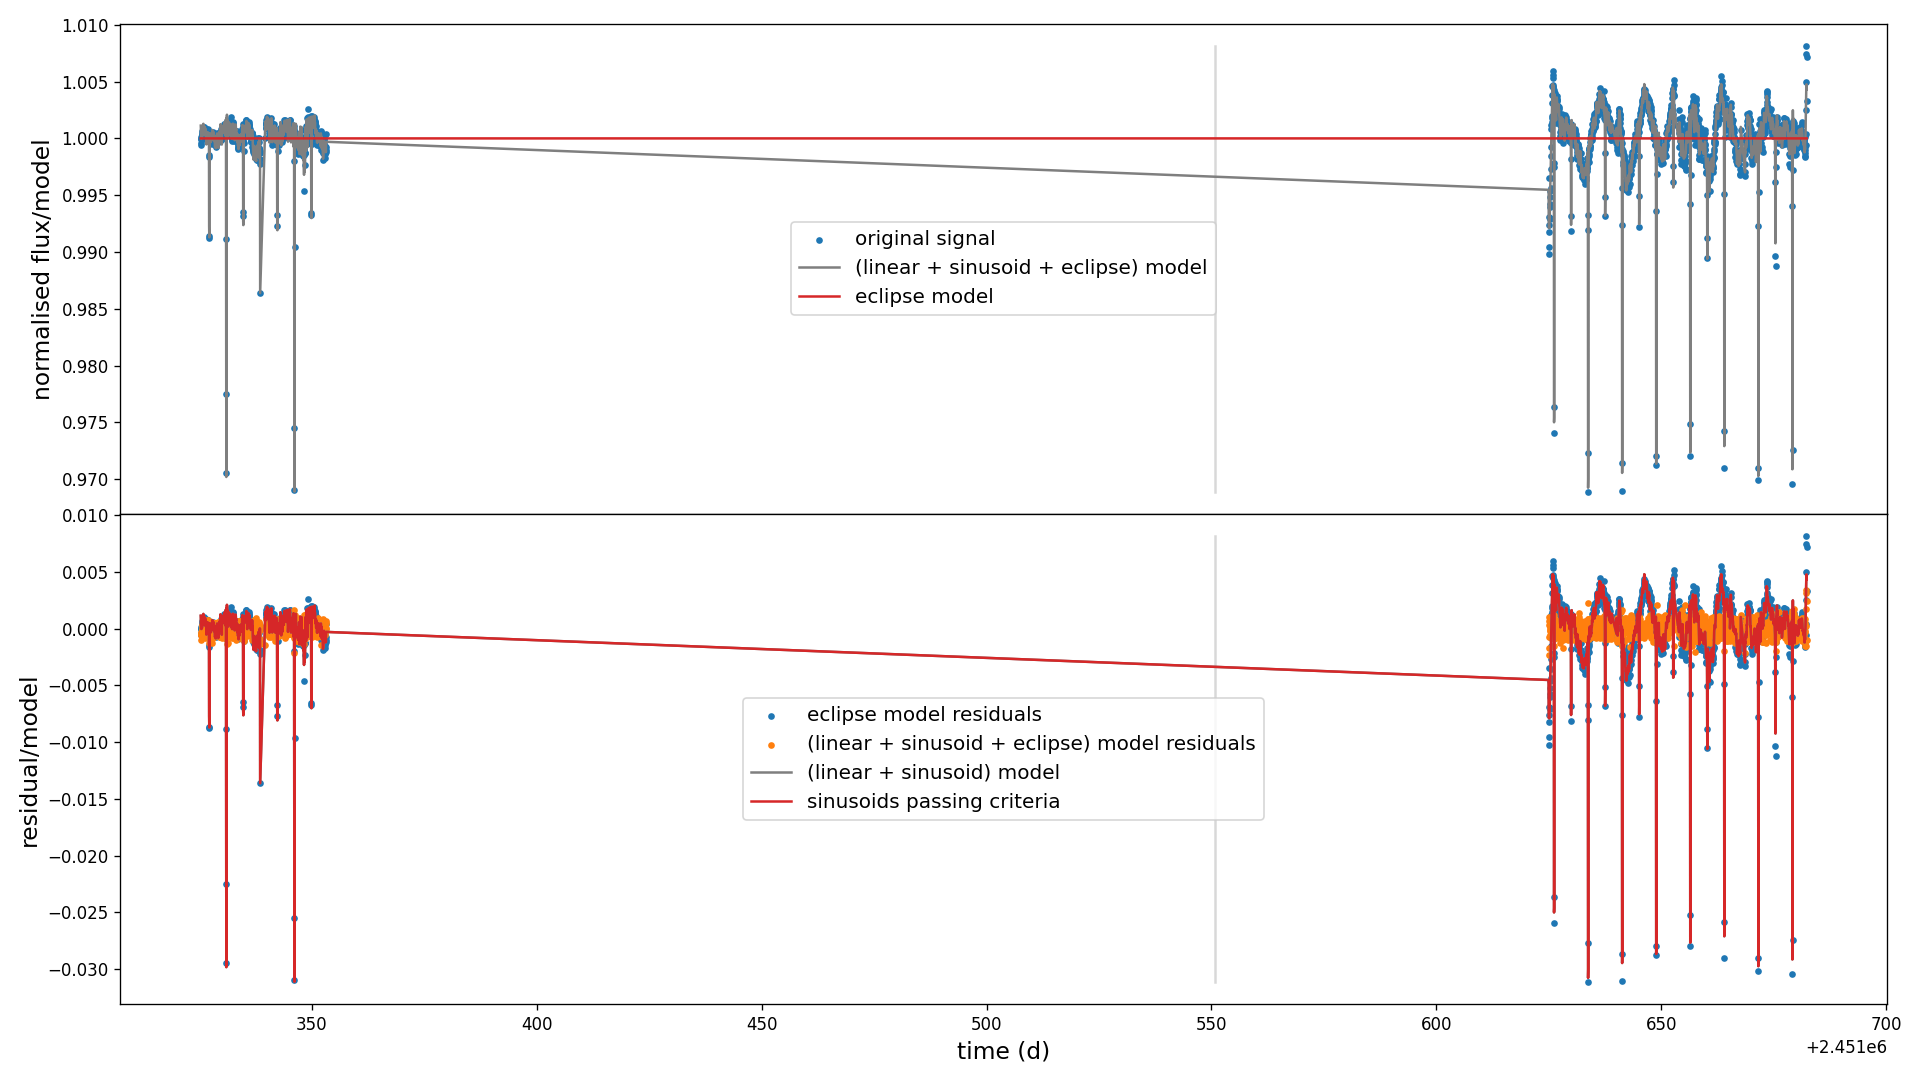 1.010
1.005
1.000
0.995
0.990
0.985
0.980
0.975
0.970
normalised flux/model
original signal
(linear + sinusoid + eclipse) model
eclipse model
0.010
0.005
0.000
−0.005
−0.010
−0.015
−0.020
−0.025
−0.030
residual/model
eclipse model residuals
(linear + sinusoid + eclipse) model residuals
(linear + sinusoid) model
sinusoids passing criteria
350 400 450 500 550 600 650 700
time (d)
+2.451e6